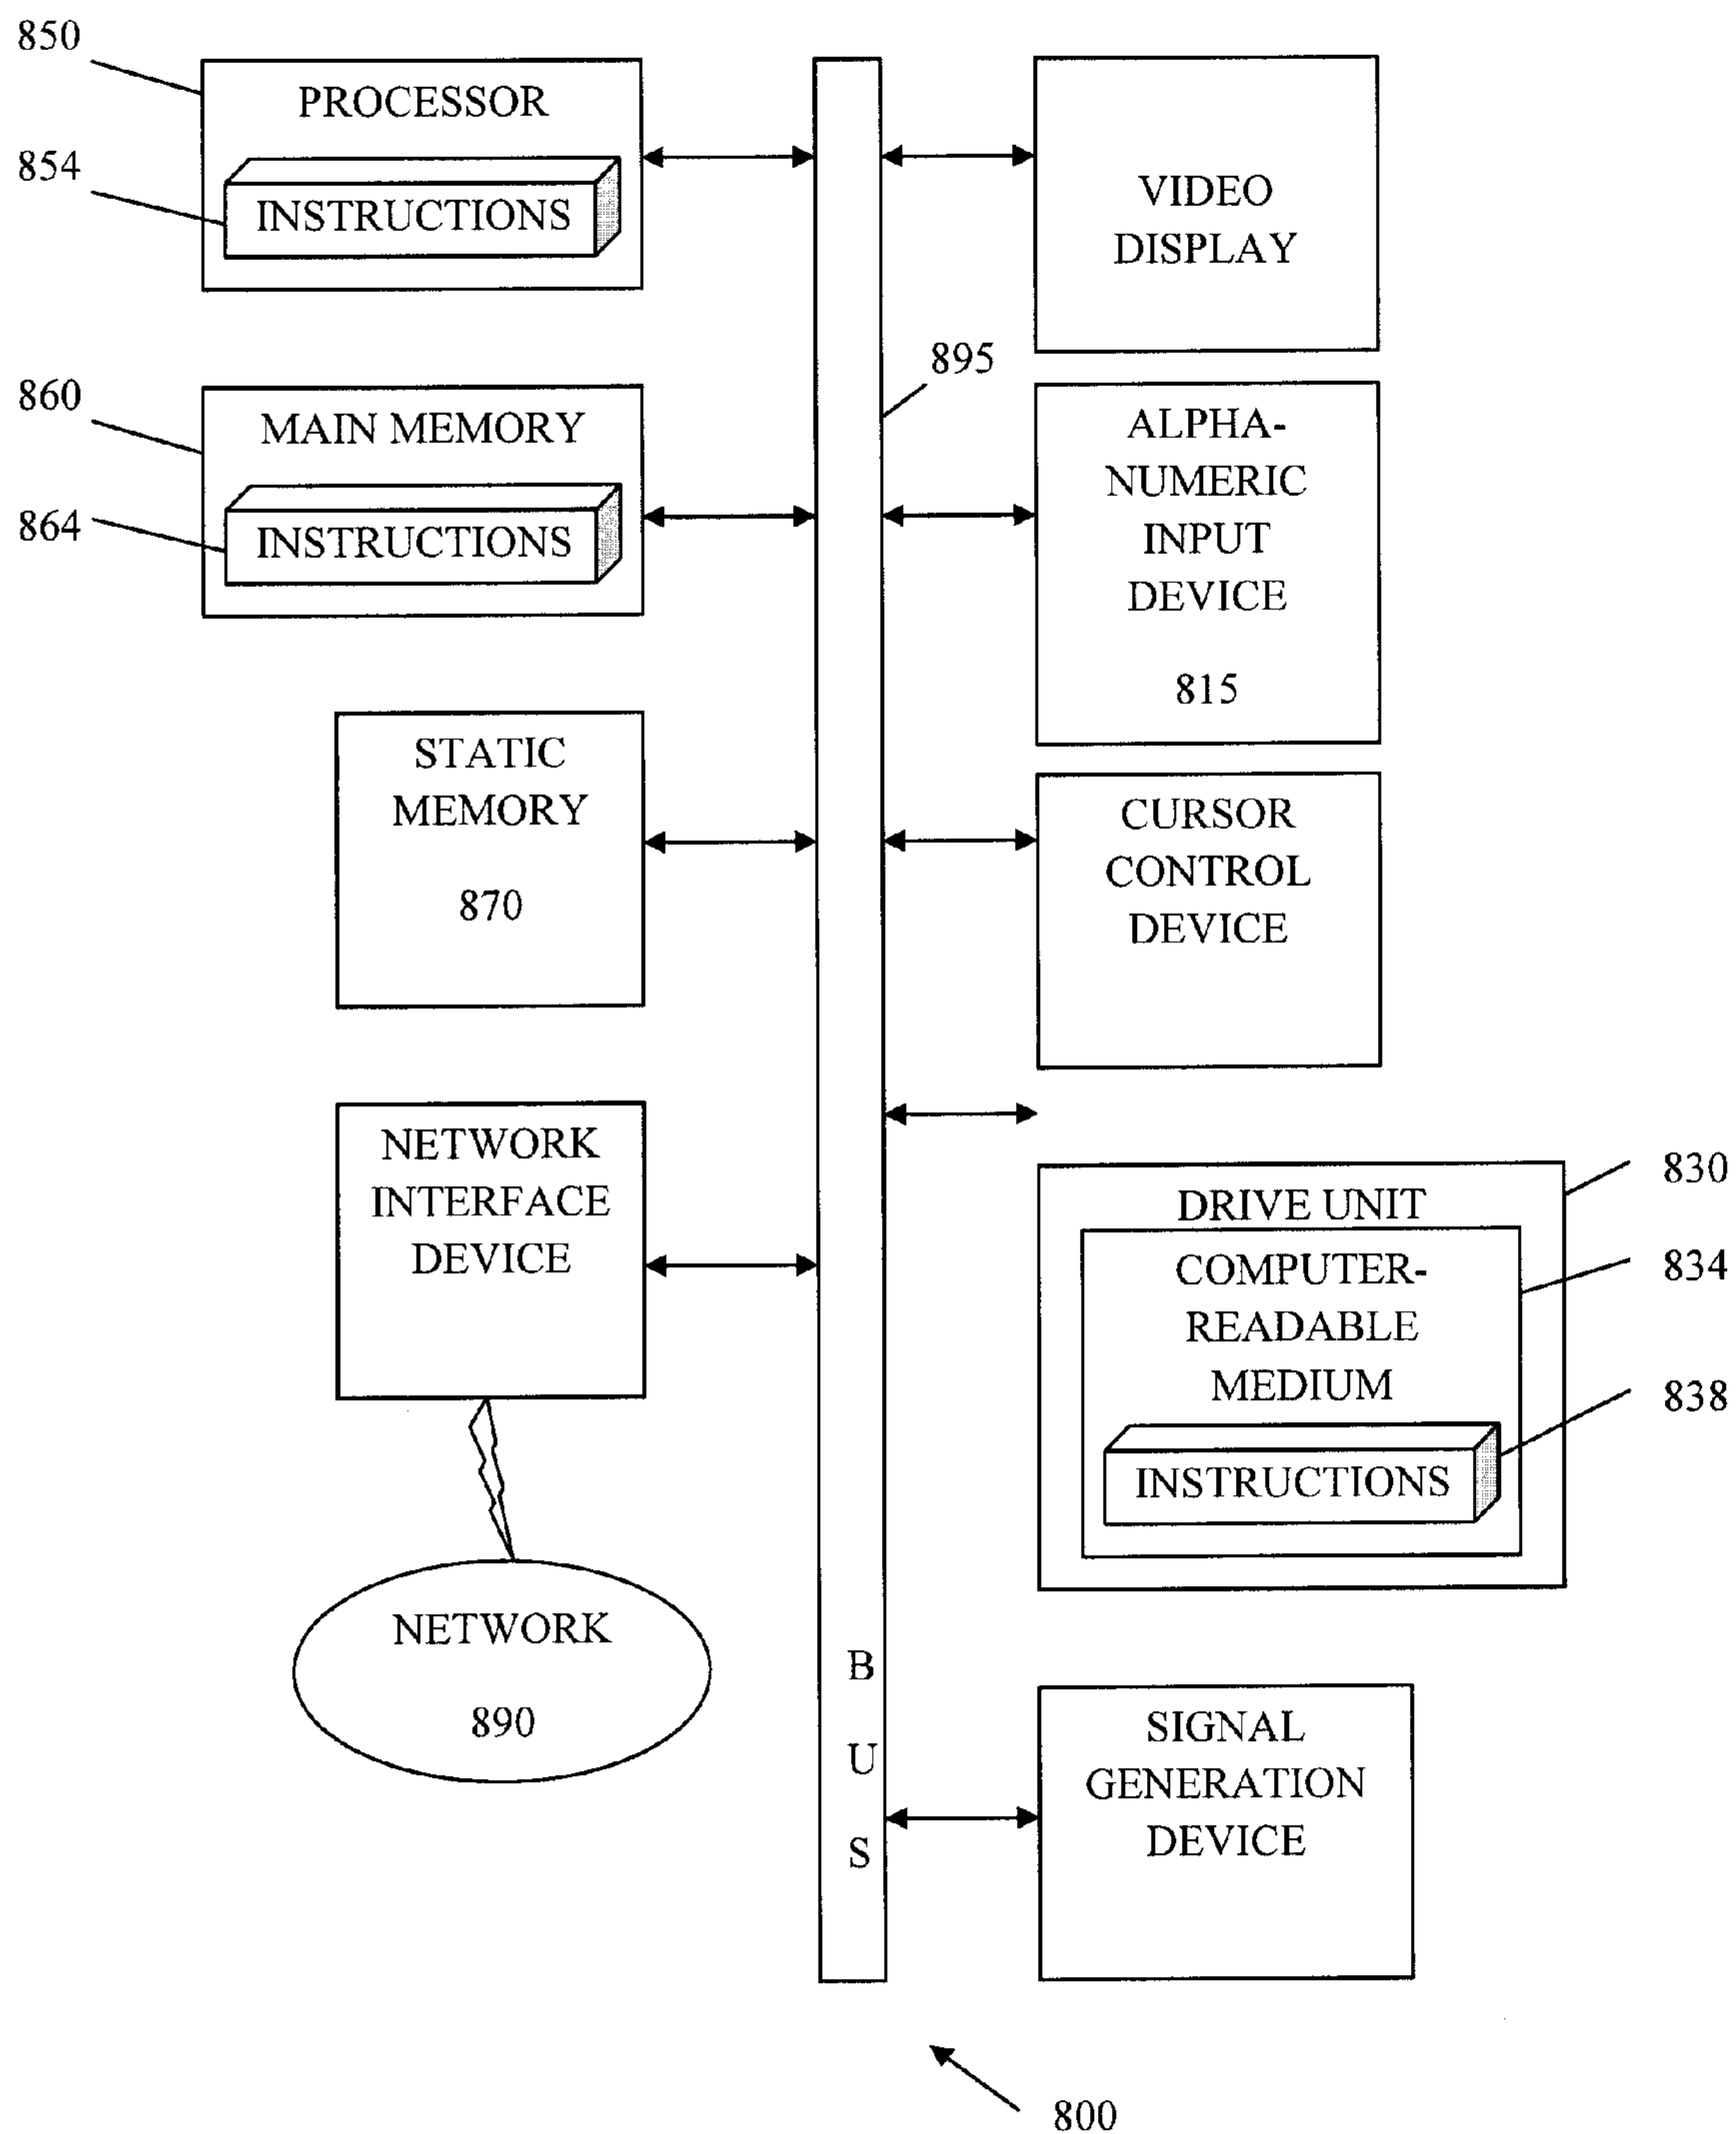 850
PROCESSOR
854
INSTRUCTIONS
860
MAIN MEMORY
864
INSTRUCTIONS
STATIC
MEMORY
870
NETWORK
INTERFACE
DEVICE
NETWORK
890
895
B
U
S
VIDEO
DISPLAY
ALPHA-
NUMERIC
INPUT
DEVICE
815
CURSOR
CONTROL
DEVICE
830
DRIVE UNIT
834
COMPUTER-
READABLE
MEDIUM
838
INSTRUCTIONS
SIGNAL
GENERATION
DEVICE
800